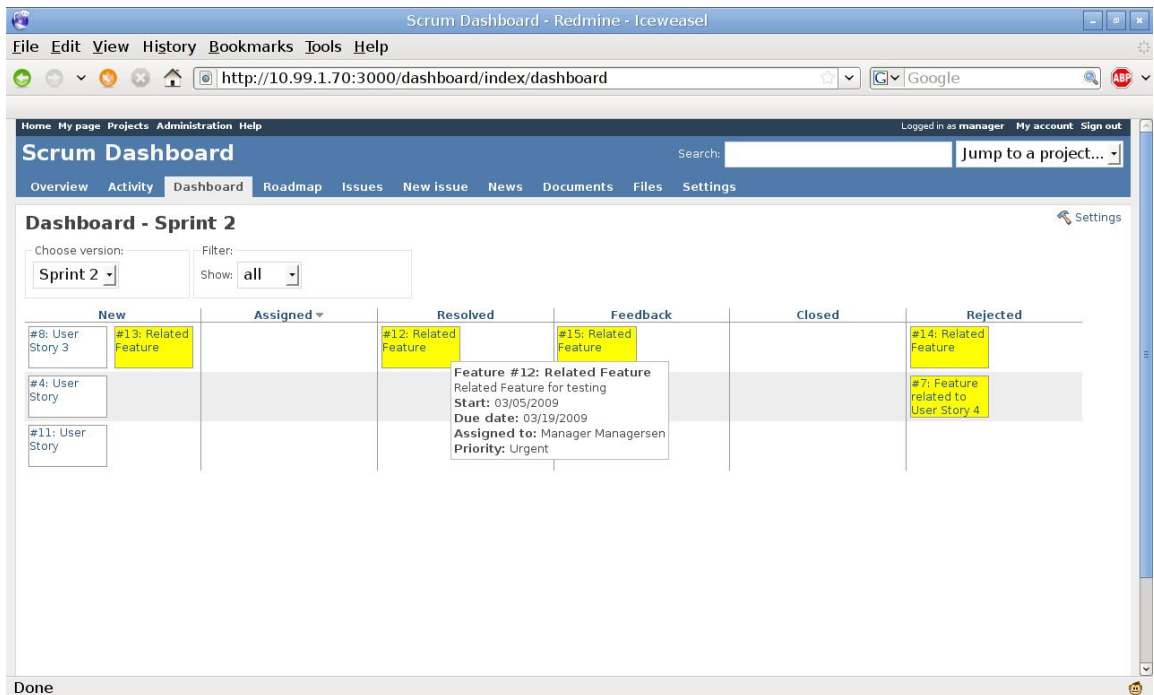 Scrum Dashboard - Redmine - Iceweasel
File Edit View History Bookmarks Tools Help
http://10.99.1.70:3000/dashboard/index/dashboard
G Google
ABP
Home My page Projects Administration Help
Logged in as manager My account Sign out
Scrum Dashboard
Search:
Jump to a project...
Overview Activity Dashboard Roadmap Issues New issue News Documents Files Settings
Dashboard - Sprint 2
Settings
Choose version:
Sprint 2
Filter:
Show: all
New Assigned Resolved Feedback Closed Rejected
#8: User
Story 3
#13: Related
Feature
#12: Related
Feature
#15: Related
Feature
#14: Related
Feature
Feature #12: Related Feature
Related Feature for testing
Start: 03/05/2009
Due date: 03/19/2009
Assigned to: Manager Managersen
Priority: Urgent
#4: User
Story
#7: Feature
related to
User Story 4
#11: User
Story
Done